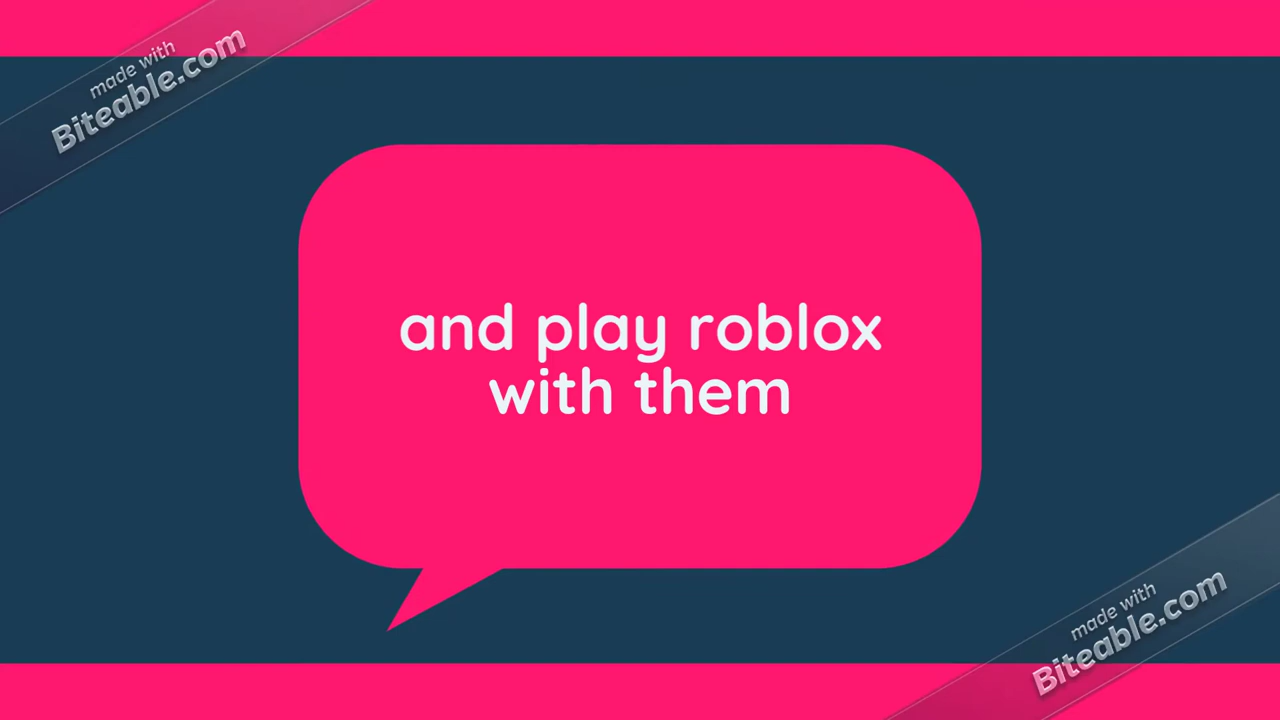 made with
Biteable.com
and play roblox
with them
made with
Biteable.com